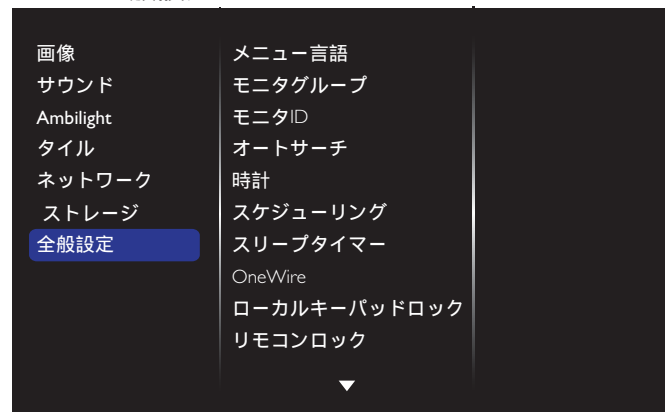 画像
サウンド
Ambilight
タイル
ネットワーク
ストレージ
全般設定
メニュー言語
モニタグループ
モニタID
オートサーチ
時計
スケジューリング
スリープタイマー
OneWire
ローカルキーパッドロック
リモコンロック